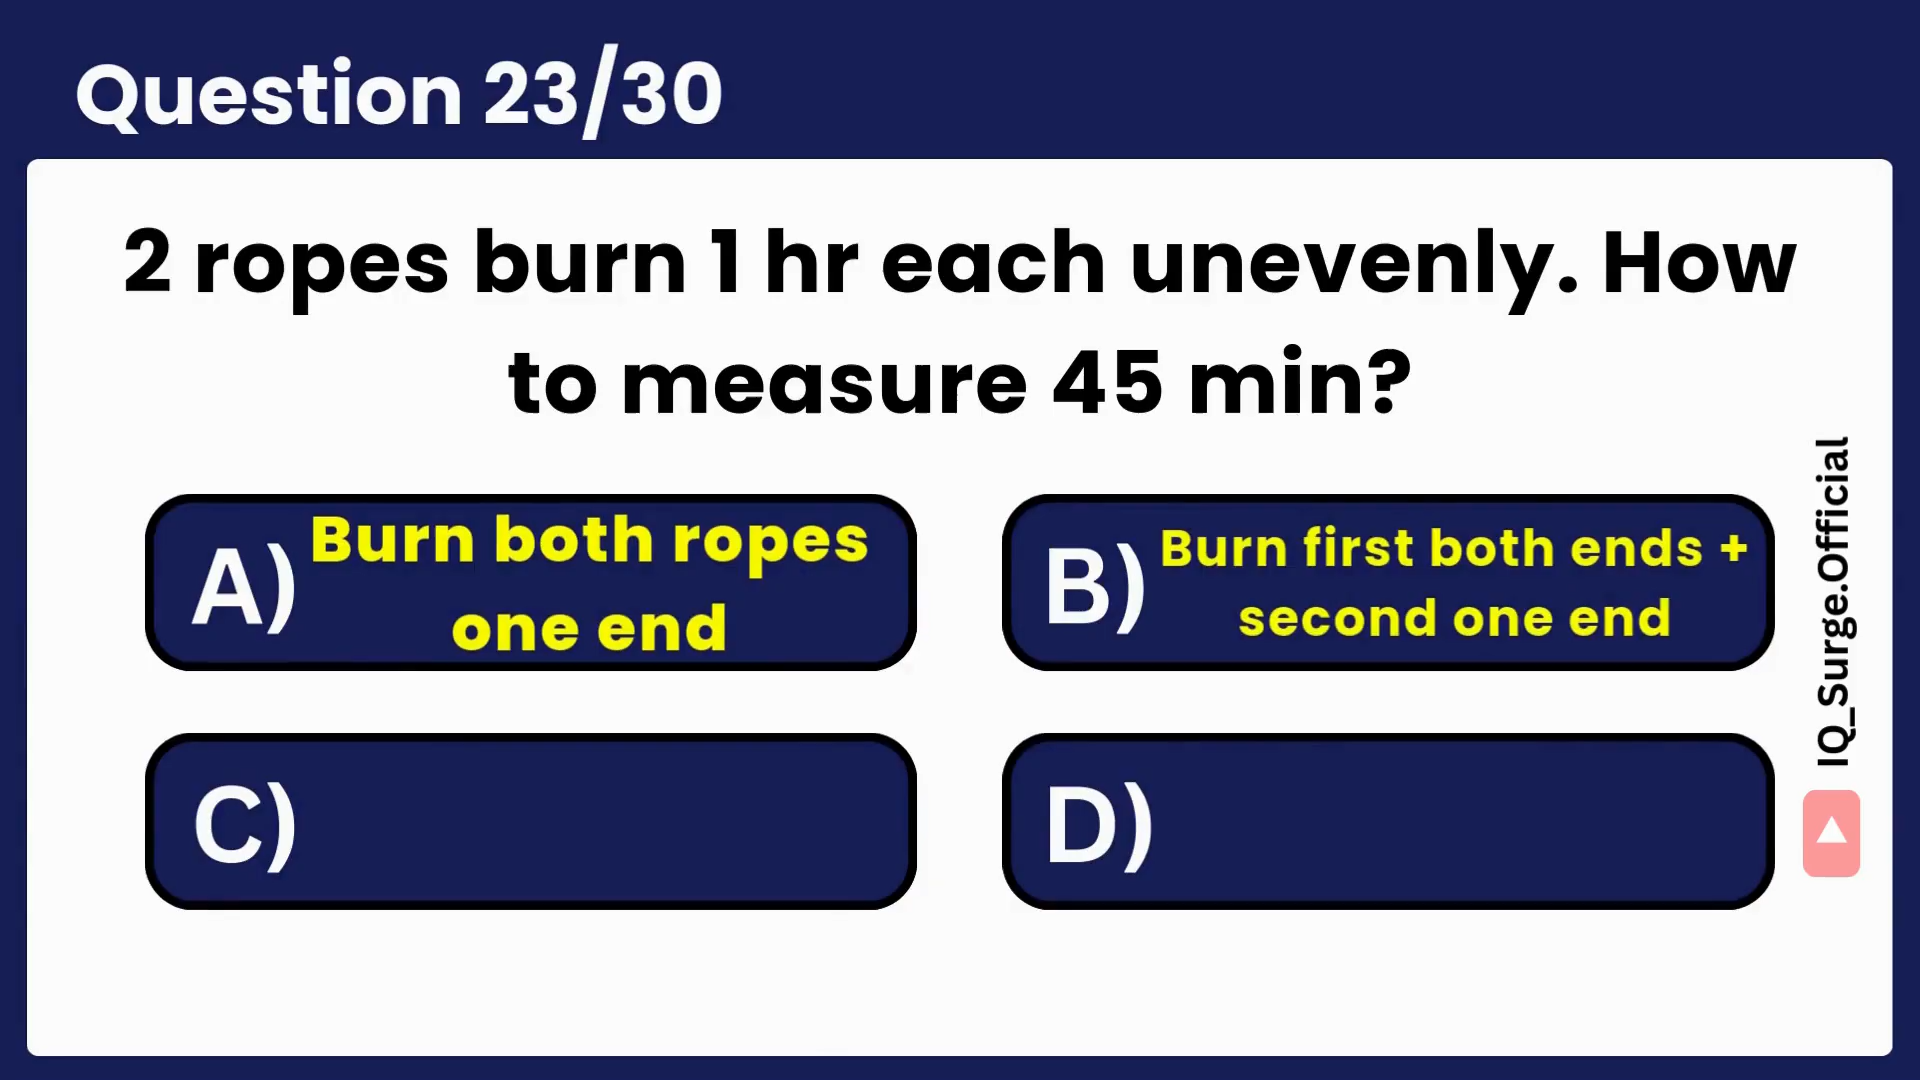 Question 23/30
2 ropes burn 1 hr each unevenly. How
to measure 45 min?
A) Burn both ropes
one end
B) Burn first both ends +
second one end
C)
D)
IQ_Surge.Official